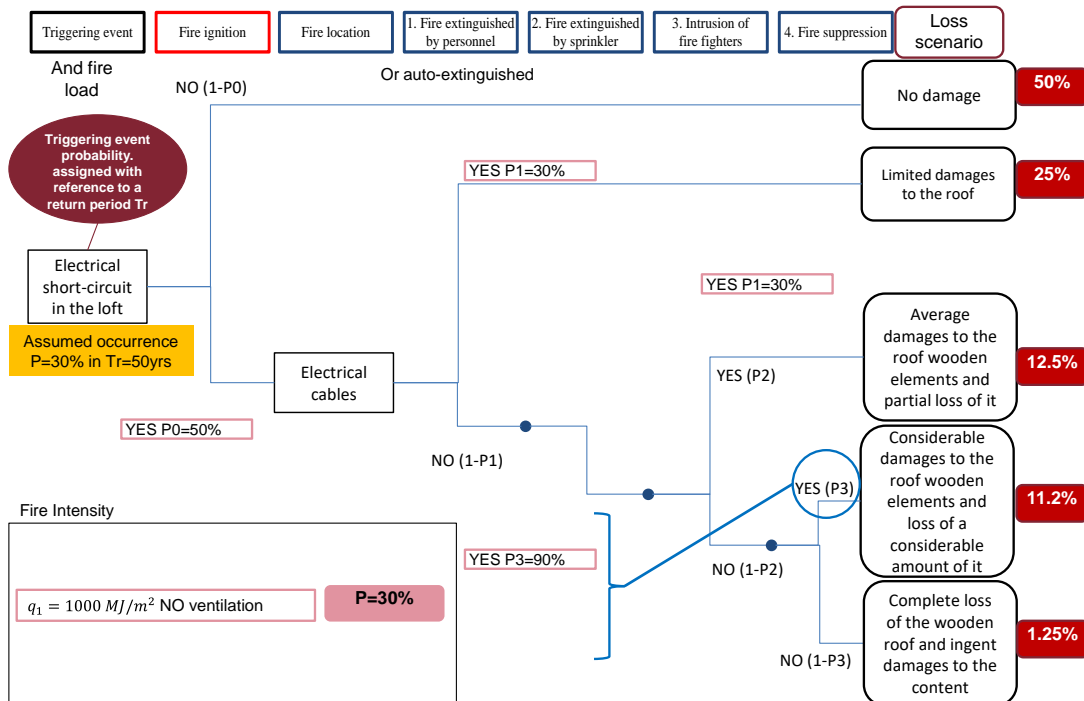 Triggering event
Fire ignition
Fire location
1. Fire extinguished
by personnel
2. Fire extinguished
by sprinkler
3. Intrusion of
fire fighters
4. Fire suppression
Loss
scenario
And fire
load
NO (1-P0)
Or auto-extinguished
No damage
50%
Triggering event
probability.
assigned with
reference to a
return period Tr
YES P1=30%
Limited damages
to the roof
25%
Electrical
short-circuit
in the loft
YES P1=30%
Assumed occurrence
P=30% in Tr=50yrs
Electrical
cables
YES (P2)
Average
damages to the
roof wooden
elements and
partial loss of it
12.5%
YES P0=50%
NO (1-P1)
YES (P3)
Considerable
damages to the
roof wooden
elements and
loss of a
considerable
amount of it
11.2%
Fire Intensity
YES P3=90%
NO (1-P2)
q₁ = 1000 MJ/m² NO ventilation
P=30%
NO (1-P3)
Complete loss
of the wooden
roof and ingent
damages to the
content
1.25%